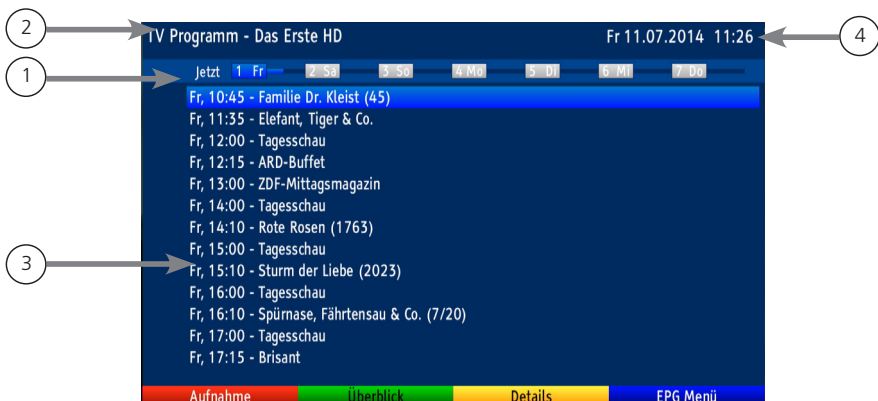 2
TV Programm - Das Erste HD
Fr 11.07.2014 11:26
4
1
Jetzt 1 Fr 2 Sa 3 So 4 Mo 5 Di 6 Mi 7 Do
Fr, 10:45 - Familie Dr. Kleist (45)
Fr, 11:35 - Elefant, Tiger & Co.
Fr, 12:00 - Tagesschau
Fr, 12:15 - ARD-Buffet
Fr, 13:00 - ZDF-Mittagsmagazin
Fr, 14:00 - Tagesschau
Fr, 14:10 - Rote Rosen (1763)
Fr, 15:00 - Tagesschau
3
Fr, 15:10 - Sturm der Liebe (2023)
Fr, 16:00 - Tagesschau
Fr, 16:10 - Spürnase, Fährtensau & Co. (7/20)
Fr, 17:00 - Tagesschau
Fr, 17:15 - Brisant
Aufnahme Überblick Details EPG Menü